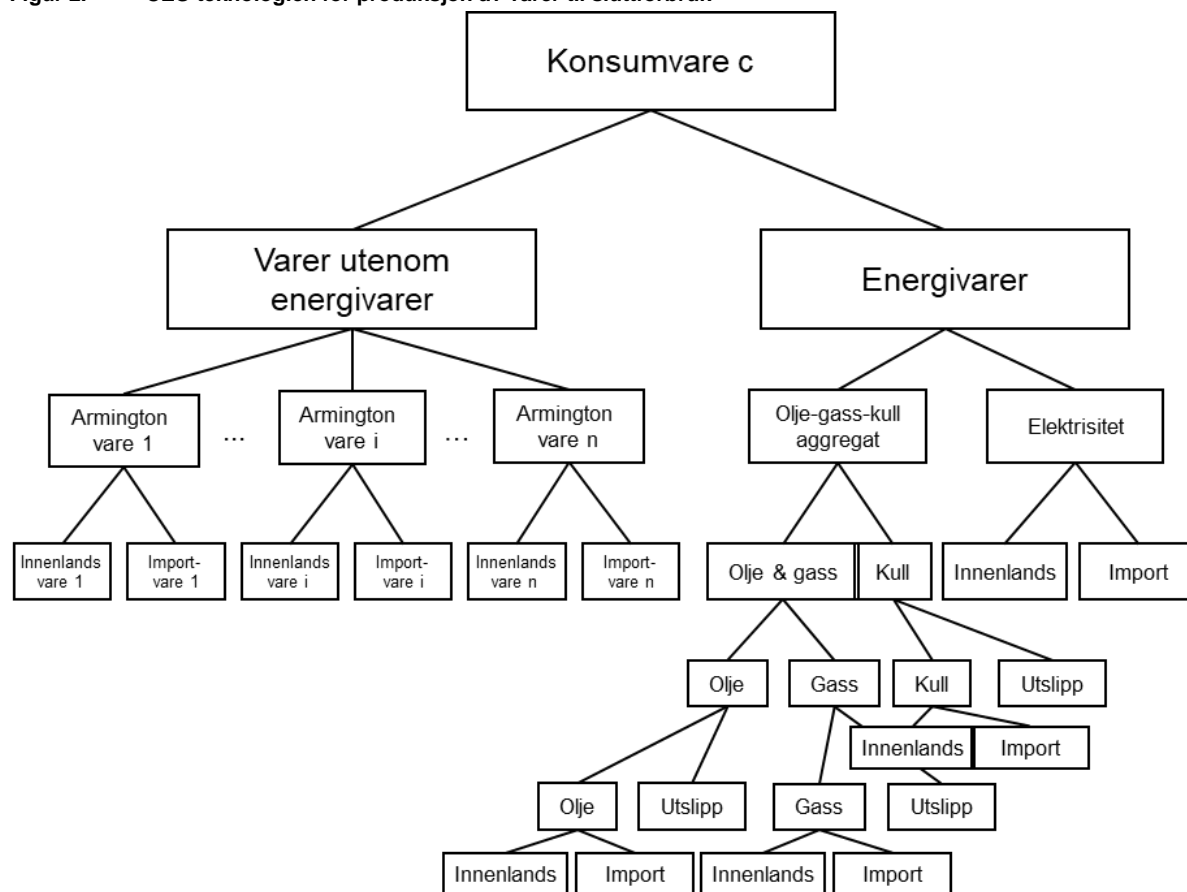 Konsumvare c
Varer utenom
energivarer
Energivarer
Armington
vare 1
...
Armington
vare i
...
Armington
vare n
Olje-gass-kull
aggregat
Elektrisitet
Innenlands
vare 1
Import-
vare 1
Innenlands
vare i
Import-
vare i
Innenlands
vare n
Import-
vare n
Olje & gass
Kull
Innenlands
Import
Olje
Gass
Kull
Utslipp
Innenlands
Import
Olje
Utslipp
Gass
Utslipp
Innenlands
Import
Innenlands
Import